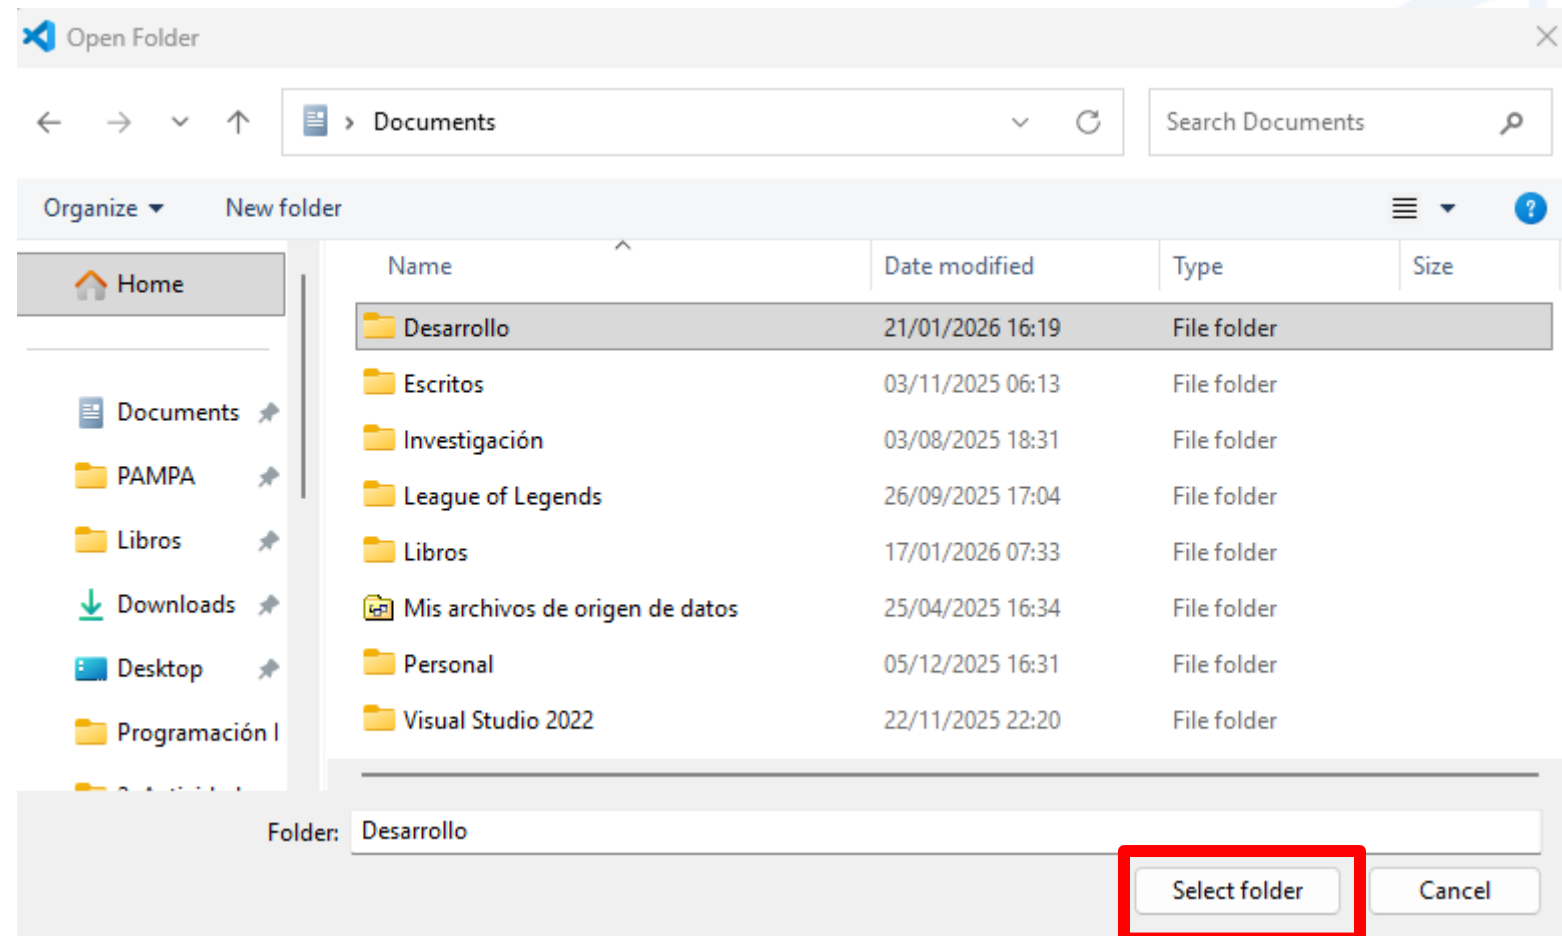 Open Folder
Documents
Search Documents
Organize
New folder
Name
Date modified
Type
Size
Home
Documents
PAMPA
Libros
Downloads
Desktop
Programación I
Desarrollo 21/01/2026 16:19 File folder
Escritos 03/11/2025 06:13 File folder
Investigación 03/08/2025 18:31 File folder
League of Legends 26/09/2025 17:04 File folder
Libros 17/01/2026 07:33 File folder
Mis archivos de origen de datos 25/04/2025 16:34 File folder
Personal 05/12/2025 16:31 File folder
Visual Studio 2022 22/11/2025 22:20 File folder
Folder: Desarrollo
Select folder
Cancel